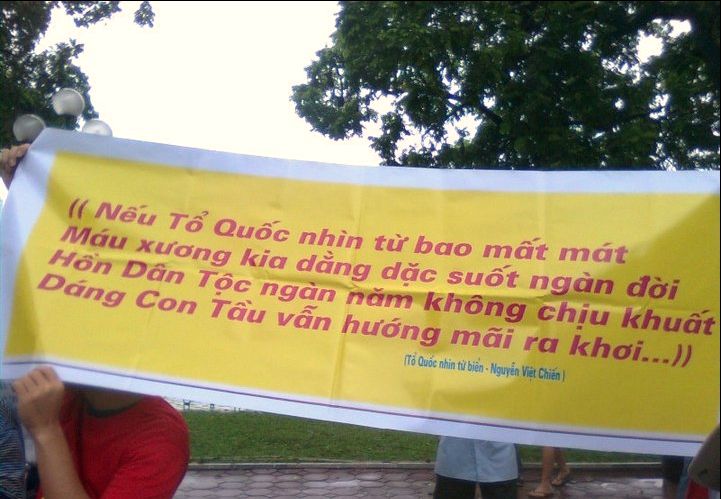 (( Nếu Tổ Quốc nhìn từ bao mất mát
Máu xương kia dằng dặc suốt ngàn đời
Hồn Dân Tộc ngàn năm không chịu khuất
Dáng Con Tầu vẫn hướng mãi ra khơi...))
(Tổ Quốc nhìn từ biển - Nguyễn Việt Chiến )